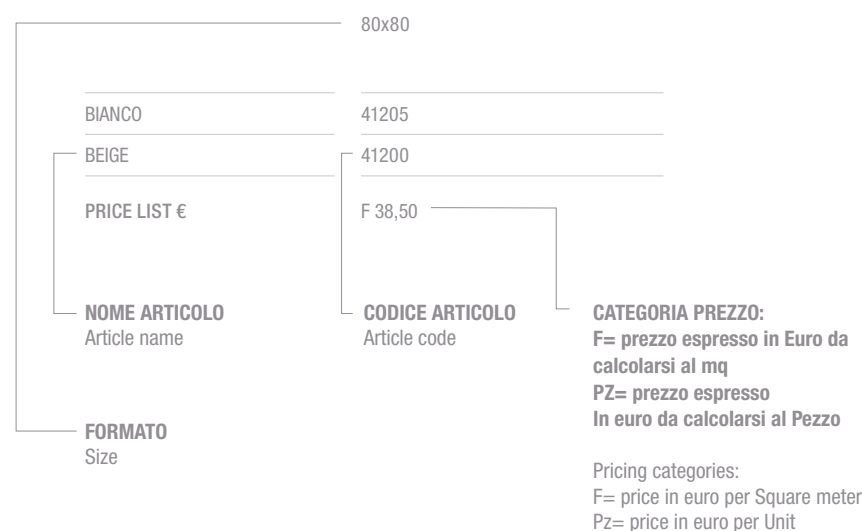 80x80
BIANCO 41205
BEIGE 41200
PRICE LIST € F 38,50
NOME ARTICOLO
Article name
CODICE ARTICOLO
Article code
CATEGORIA PREZZO:
F= prezzo espresso in Euro da
calcolarsi al mq
PZ= prezzo espresso
In euro da calcolarsi al Pezzo
FORMATO
Size
Pricing categories:
F= price in euro per Square meter
Pz= price in euro per Unit